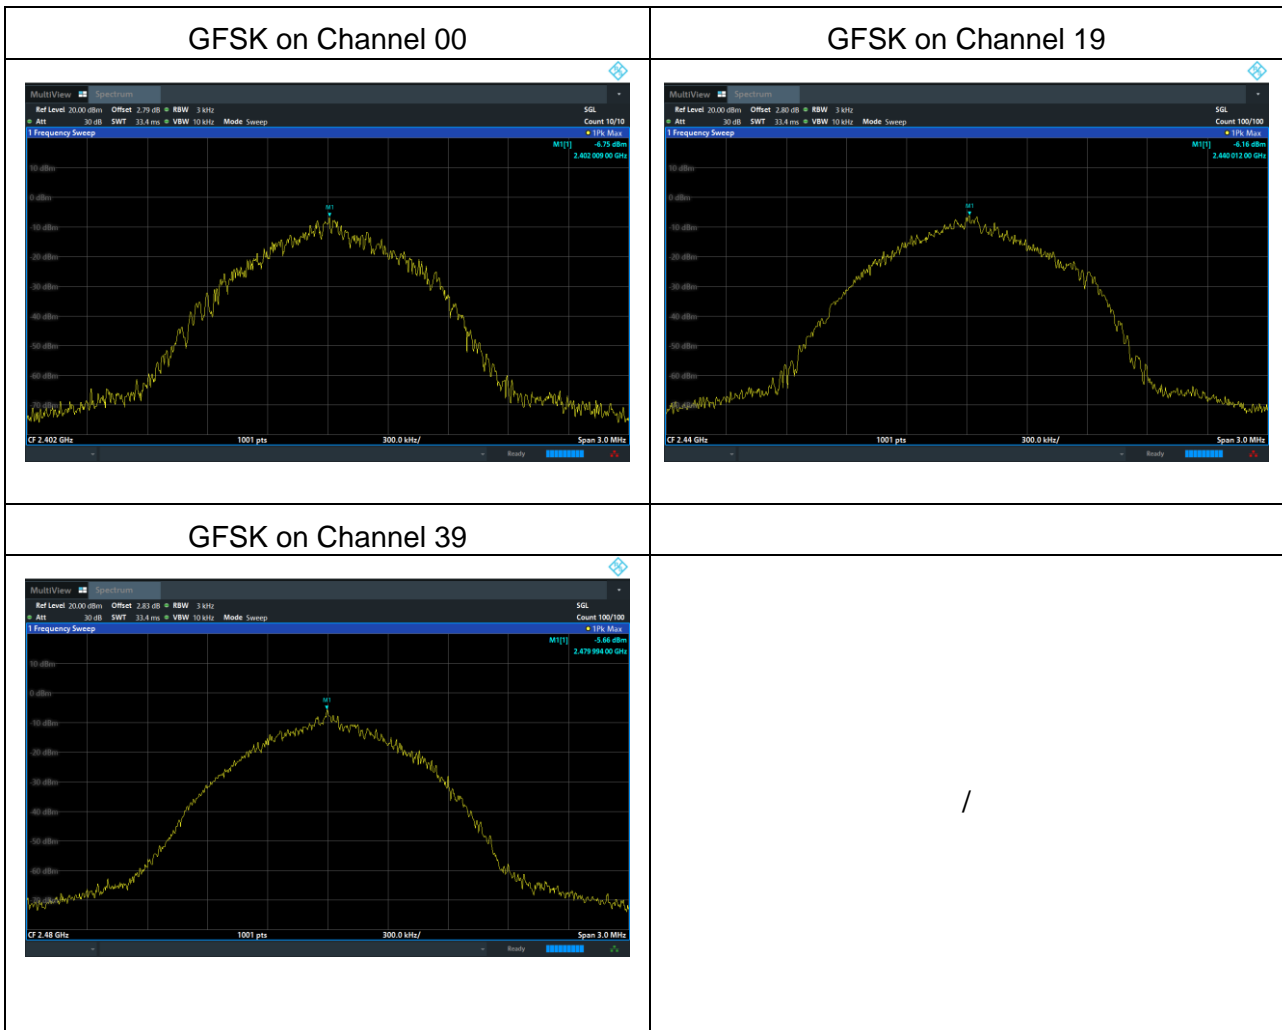 GFSK on Channel 00
GFSK on Channel 19
MultiView Spectrum
Ref Level 20.00 dBm Offset 2.79 dB RBW 3 kHz SGL
Att 30 dB SWT 33.4 ms VBW 10 kHz Mode Sweep Count 10/10
1 Frequency Sweep 1Pk Max
M1[1] -6.75 dBm
2.402 009 00 GHz
10 dBm
0 dBm
M1
-10 dBm
-20 dBm
-30 dBm
-40 dBm
-50 dBm
-60 dBm
-70 dBm
CF 2.402 GHz 1001 pts 300.0 kHz/ Span 3.0 MHz
Ready
MultiView Spectrum
Ref Level 20.00 dBm Offset 2.80 dB RBW 3 kHz SGL
Att 30 dB SWT 33.4 ms VBW 10 kHz Mode Sweep Count 100/100
1 Frequency Sweep 1Pk Max
M1[1] -6.16 dBm
2.440 012 00 GHz
10 dBm
0 dBm
M1
-10 dBm
-20 dBm
-30 dBm
-40 dBm
-50 dBm
-60 dBm
-70 dBm
CF 2.44 GHz 1001 pts 300.0 kHz/ Span 3.0 MHz
Ready
GFSK on Channel 39
MultiView Spectrum
Ref Level 20.00 dBm Offset 2.83 dB RBW 3 kHz SGL
Att 30 dB SWT 33.4 ms VBW 10 kHz Mode Sweep Count 100/100
1 Frequency Sweep 1Pk Max
M1[1] -5.66 dBm
2.479 994 00 GHz
10 dBm
0 dBm
M1
-10 dBm
-20 dBm
-30 dBm
-40 dBm
-50 dBm
-60 dBm
-70 dBm
CF 2.48 GHz 1001 pts 300.0 kHz/ Span 3.0 MHz
Ready
/